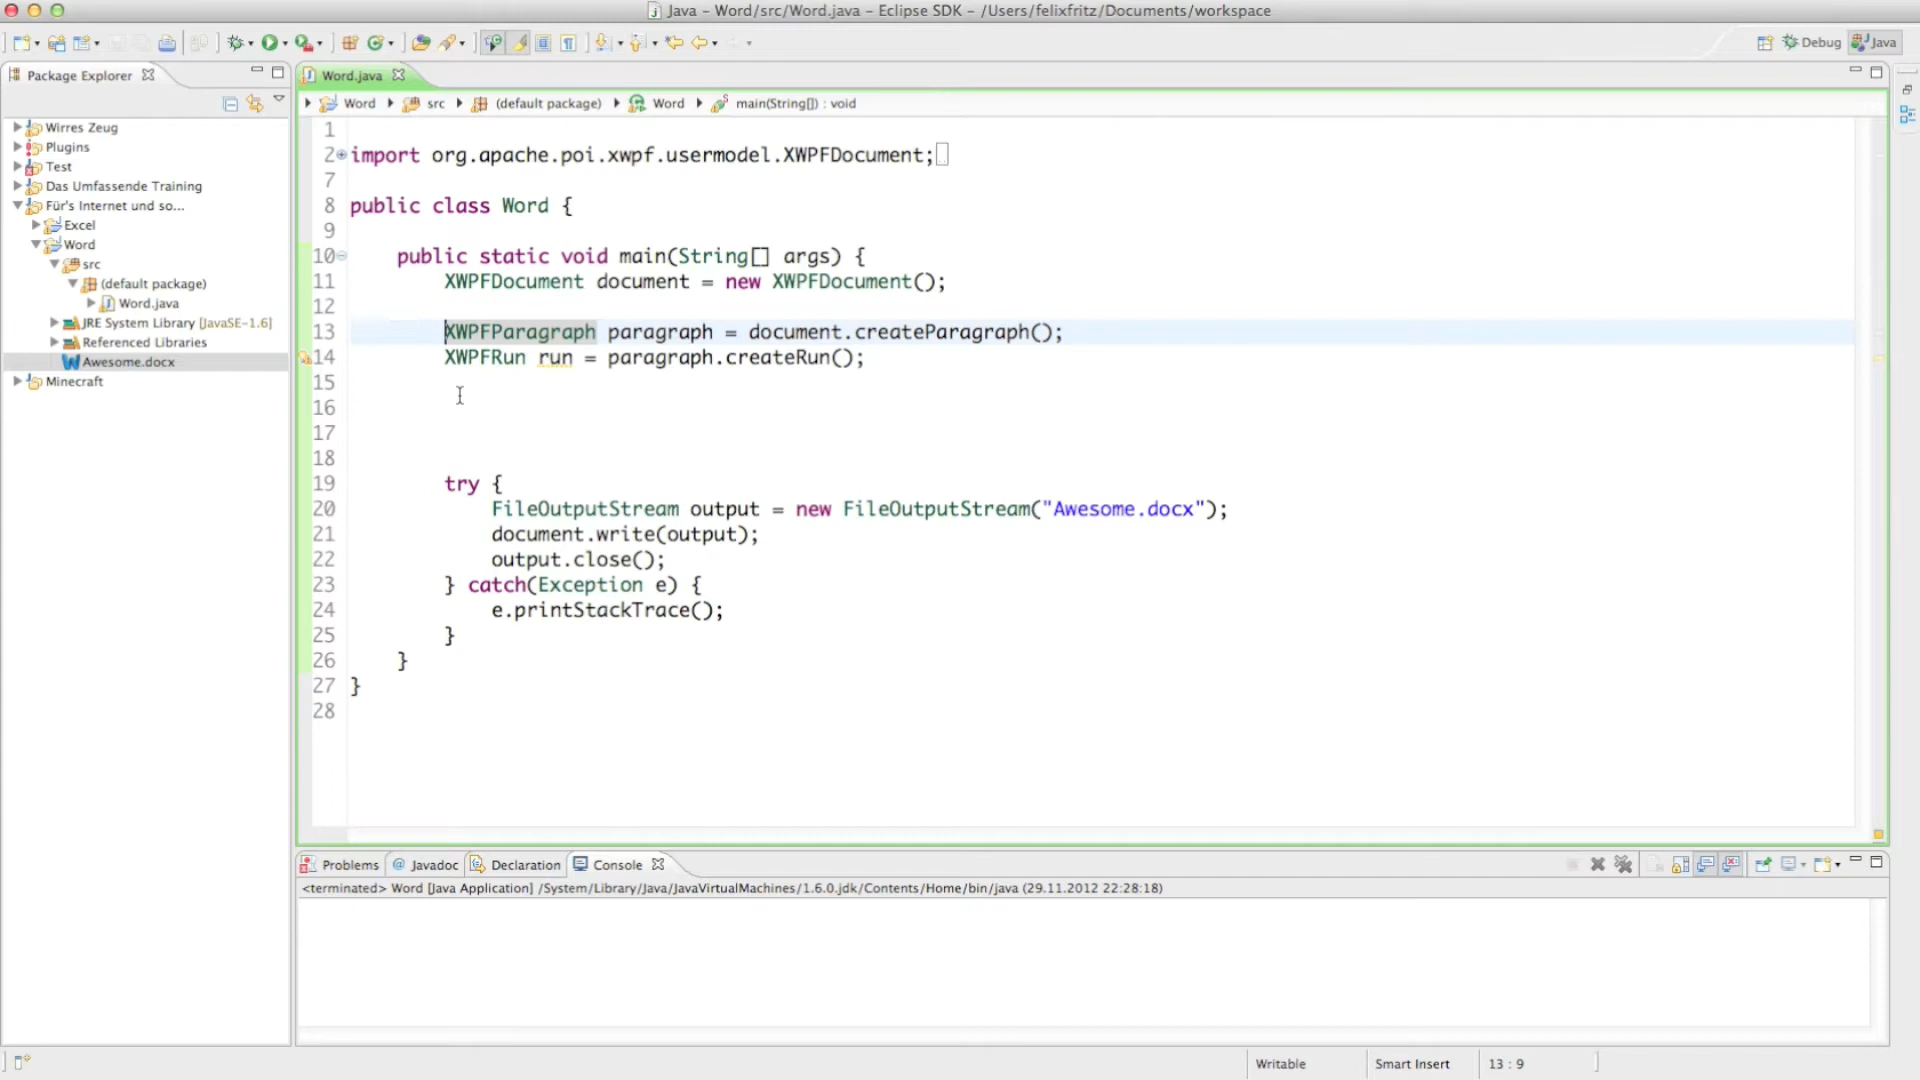 Java – Word/src/Word.java – Eclipse SDK – /Users/felixfritz/Documents/workspace
Debug
Java
Package Explorer
Wirres Zeug
Plugins
Test
Das Umfassende Training
Für's Internet und so...
Excel
Word
src
(default package)
Word.java
JRE System Library [JavaSE-1.6]
Referenced Libraries
Awesome.docx
Minecraft
Word.java
Word src (default package) Word main(String[]) : void
1
2 import org.apache.poi.xwpf.usermodel.XWPFDocument;
7
8 public class Word {
9
10 public static void main(String[] args) {
11 XWPFDocument document = new XWPFDocument();
12
13 XWPFParagraph paragraph = document.createParagraph();
14 XWPFRun run = paragraph.createRun();
15
16
17
18
19 try {
20 FileOutputStream output = new FileOutputStream("Awesome.docx");
21 document.write(output);
22 output.close();
23 } catch(Exception e) {
24 e.printStackTrace();
25 }
26 }
27 }
28
Problems @ Javadoc Declaration Console
<terminated> Word [Java Application] /System/Library/Java/JavaVirtualMachines/1.6.0.jdk/Contents/Home/bin/java (29.11.2012 22:28:18)
Writable Smart Insert 13 : 9